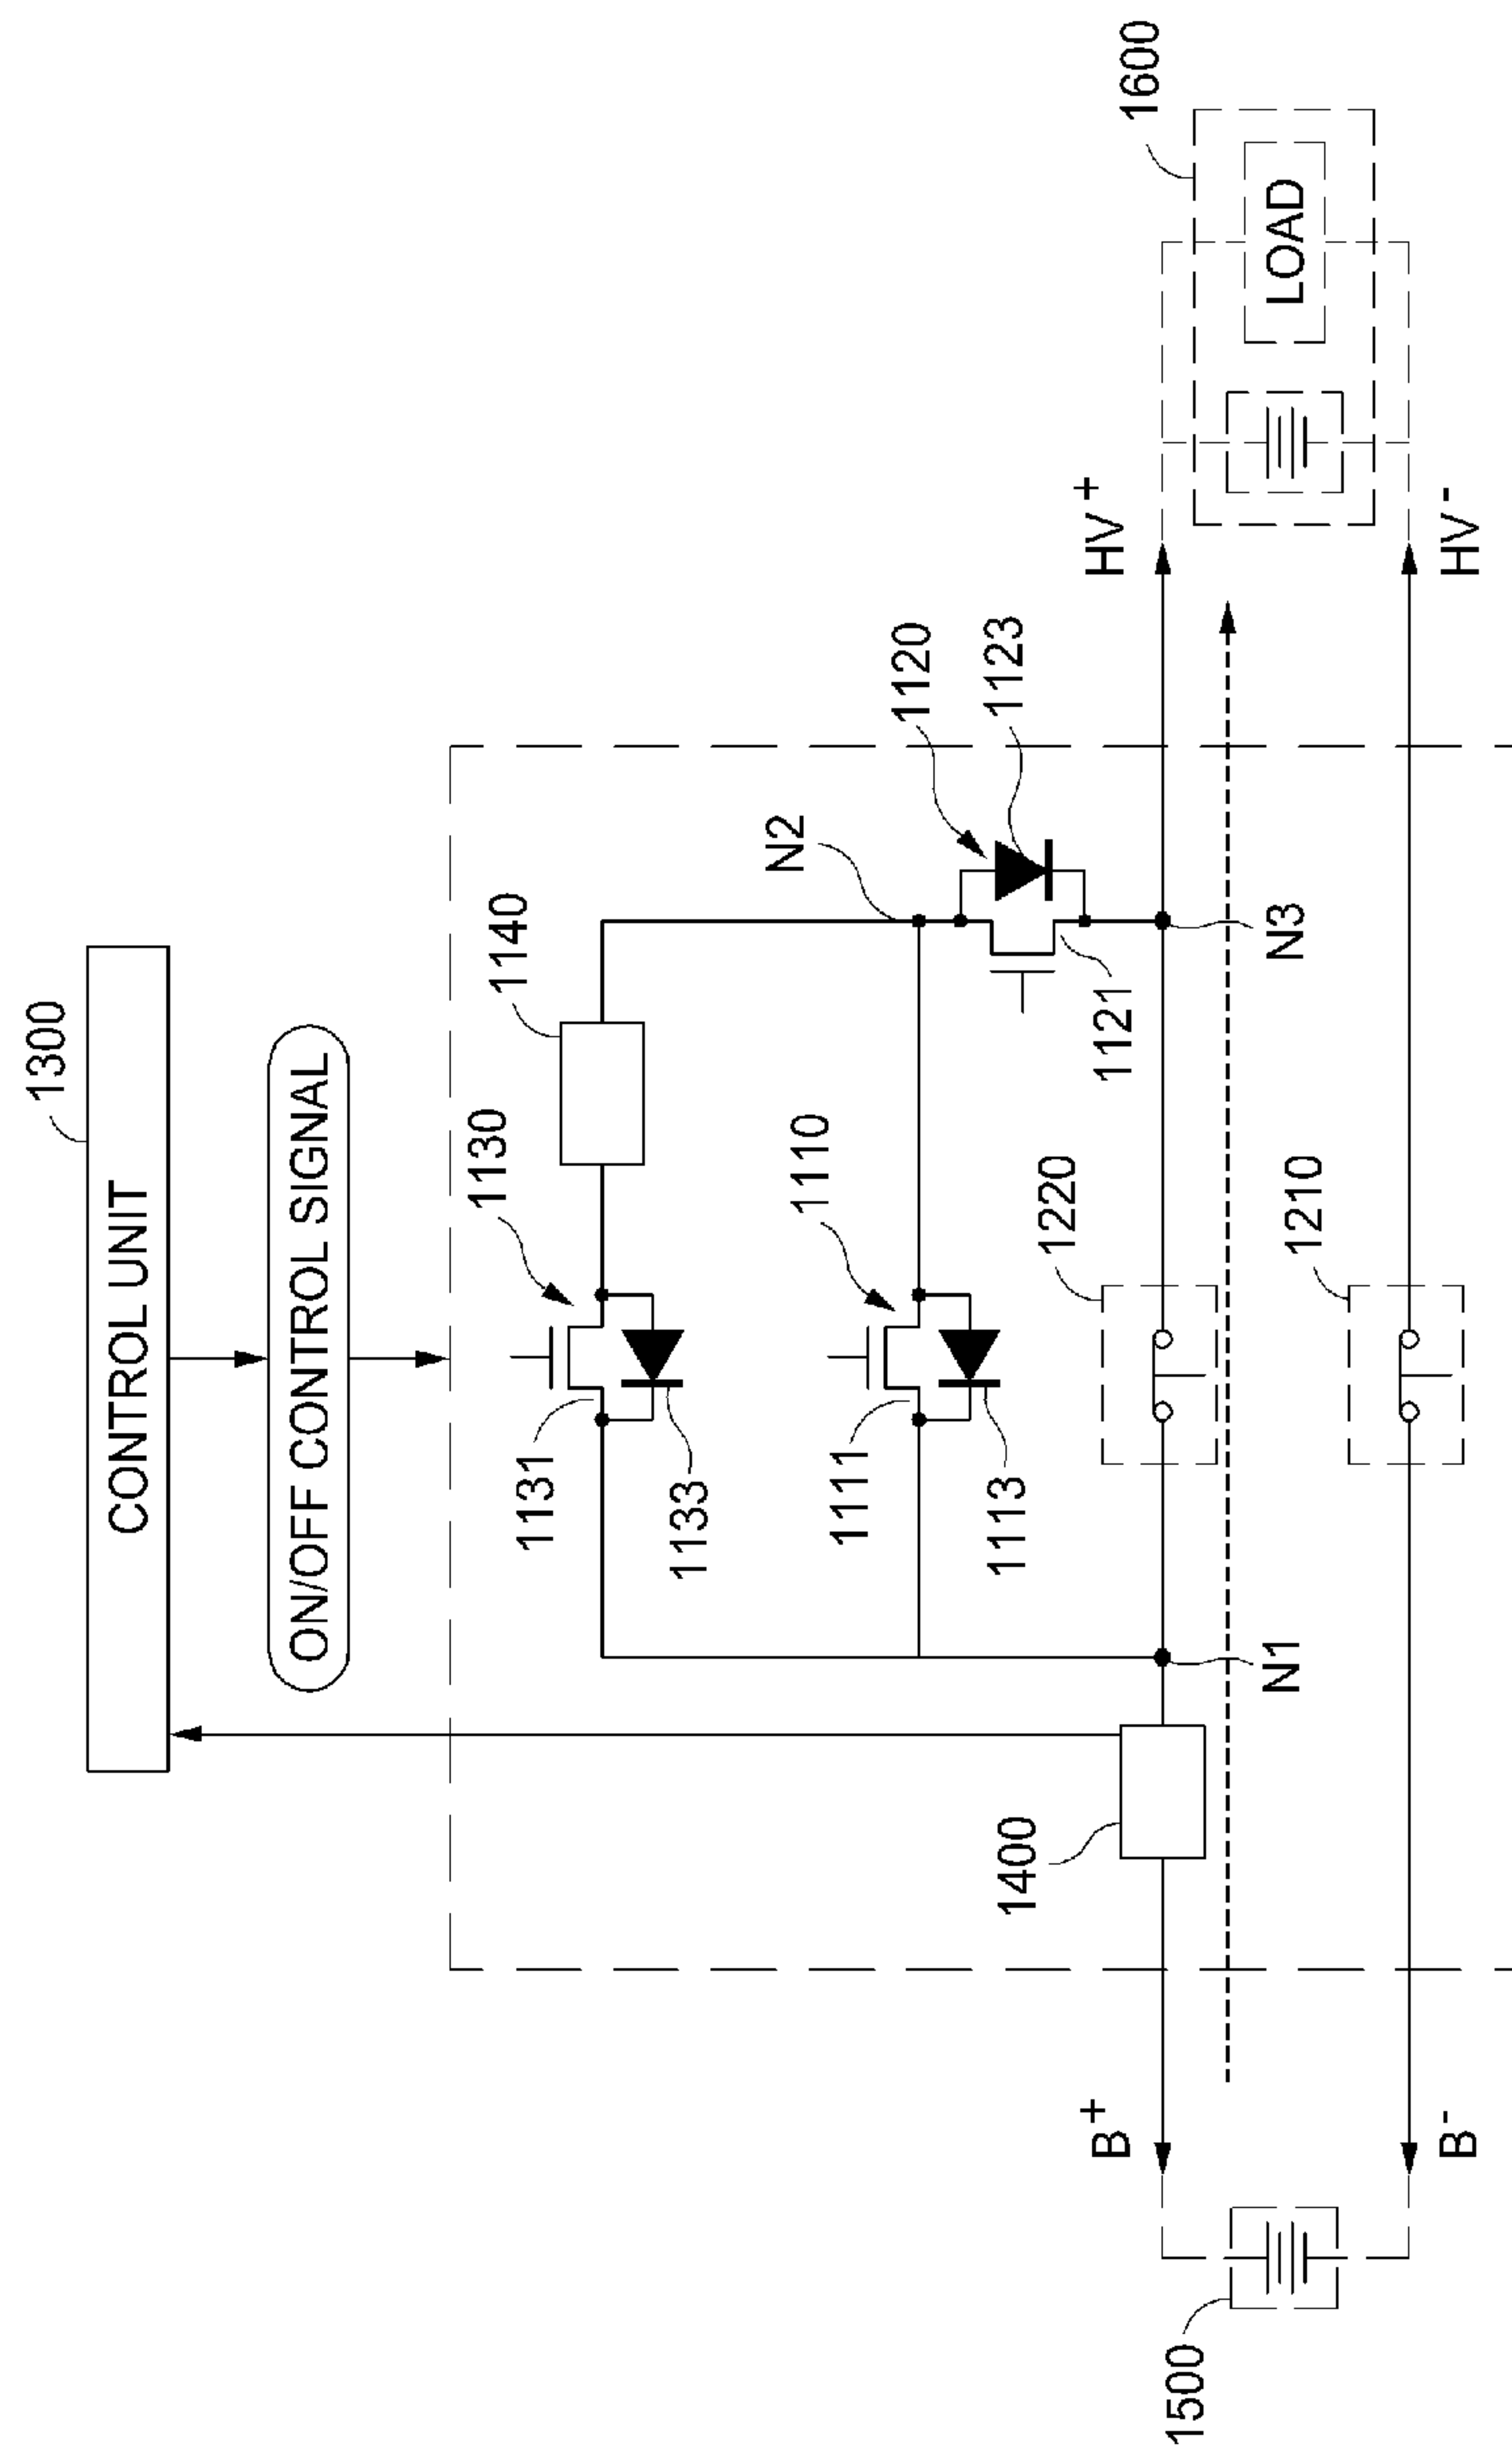 1300
CONTROL UNIT
ON/OFF CONTROL SIGNAL
1130
1140
1131
1133
N2
1110
1120
1111
1123
1113
1121
1220
1400
1600
B+
HV+
N1
N3
1210
LOAD
1500
B-
HV-